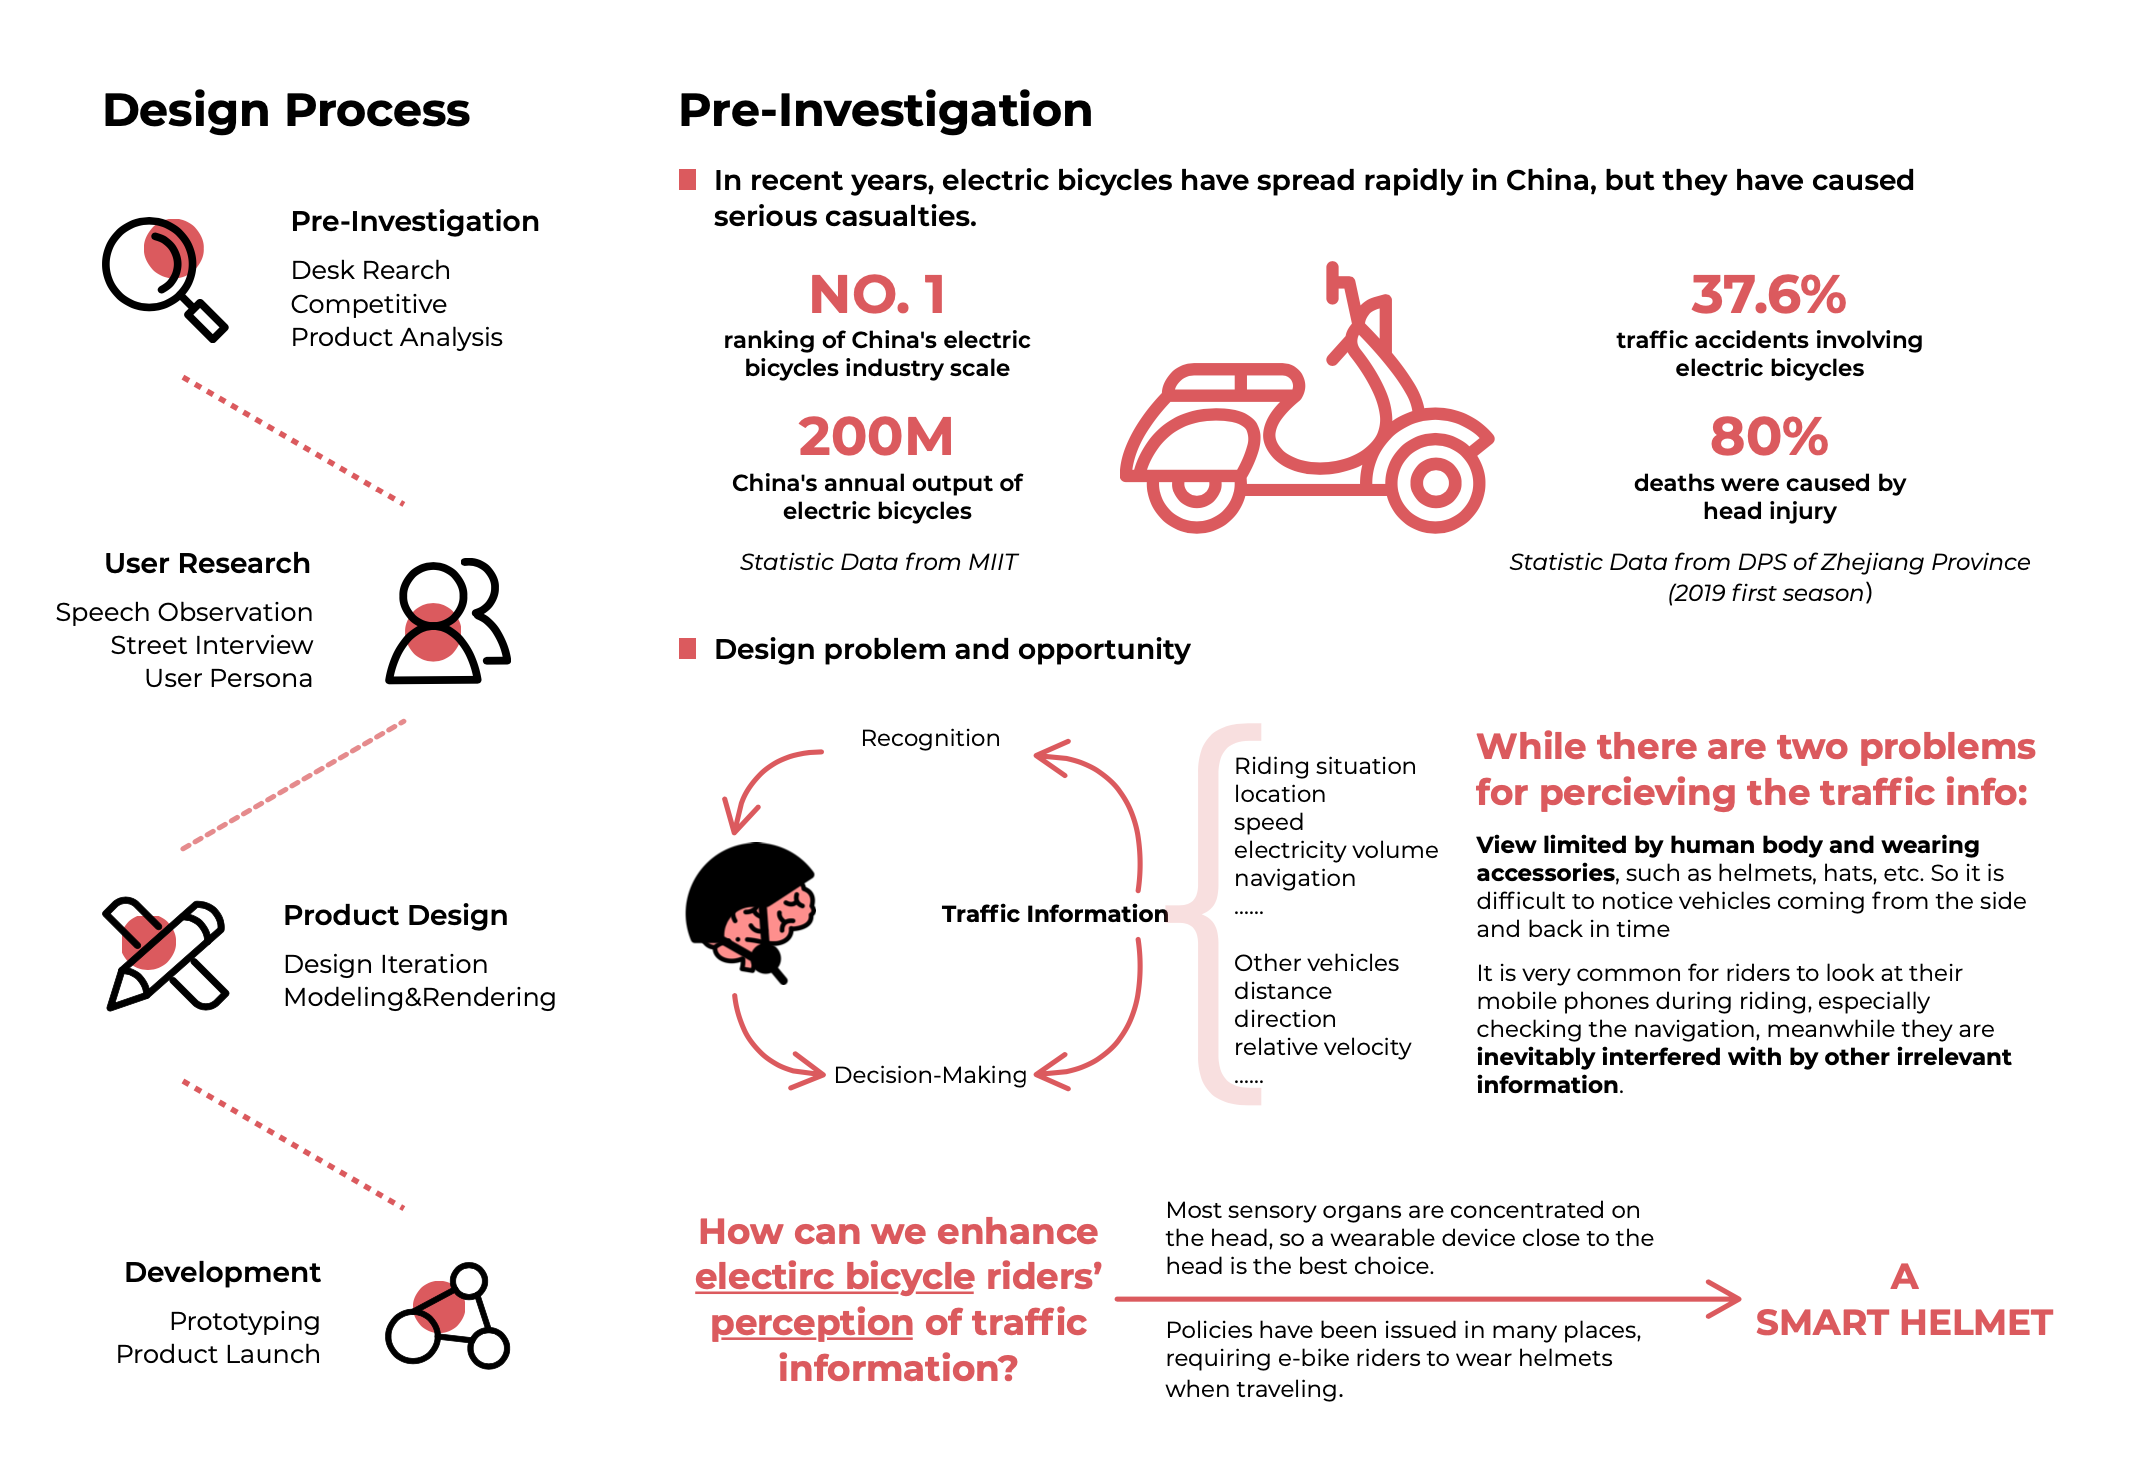 Design Process
Pre-Investigation
Desk Rearch
Competitive
Product Analysis
User Research
Speech Observation
Street Interview
User Persona
Product Design
Design Iteration
Modeling&Rendering
Development
Prototyping
Product Launch
Pre-Investigation
In recent years, electric bicycles have spread rapidly in China, but they have caused
serious casualties.
NO. 1
ranking of China's electric
bicycles industry scale
200M
China's annual output of
electric bicycles
Statistic Data from MIIT
37.6%
traffic accidents involving
electric bicycles
80%
deaths were caused by
head injury
Statistic Data from DPS of Zhejiang Province
(2019 first season)
Design problem and opportunity
Recognition
Traffic Information
Decision-Making
Riding situation
location
speed
electricity volume
navigation
......
Other vehicles
distance
direction
relative velocity
......
While there are two problems
for percieving the traffic info:
View limited by human body and wearing
accessories, such as helmets, hats, etc. So it is
difficult to notice vehicles coming from the side
and back in time
It is very common for riders to look at their
mobile phones during riding, especially
checking the navigation, meanwhile they are
inevitably interfered with by other irrelevant
information.
How can we enhance
electirc bicycle riders’
perception of traffic
information?
Most sensory organs are concentrated on
the head, so a wearable device close to the
head is the best choice.
Policies have been issued in many places,
requiring e-bike riders to wear helmets
when traveling.
A
SMART HELMET